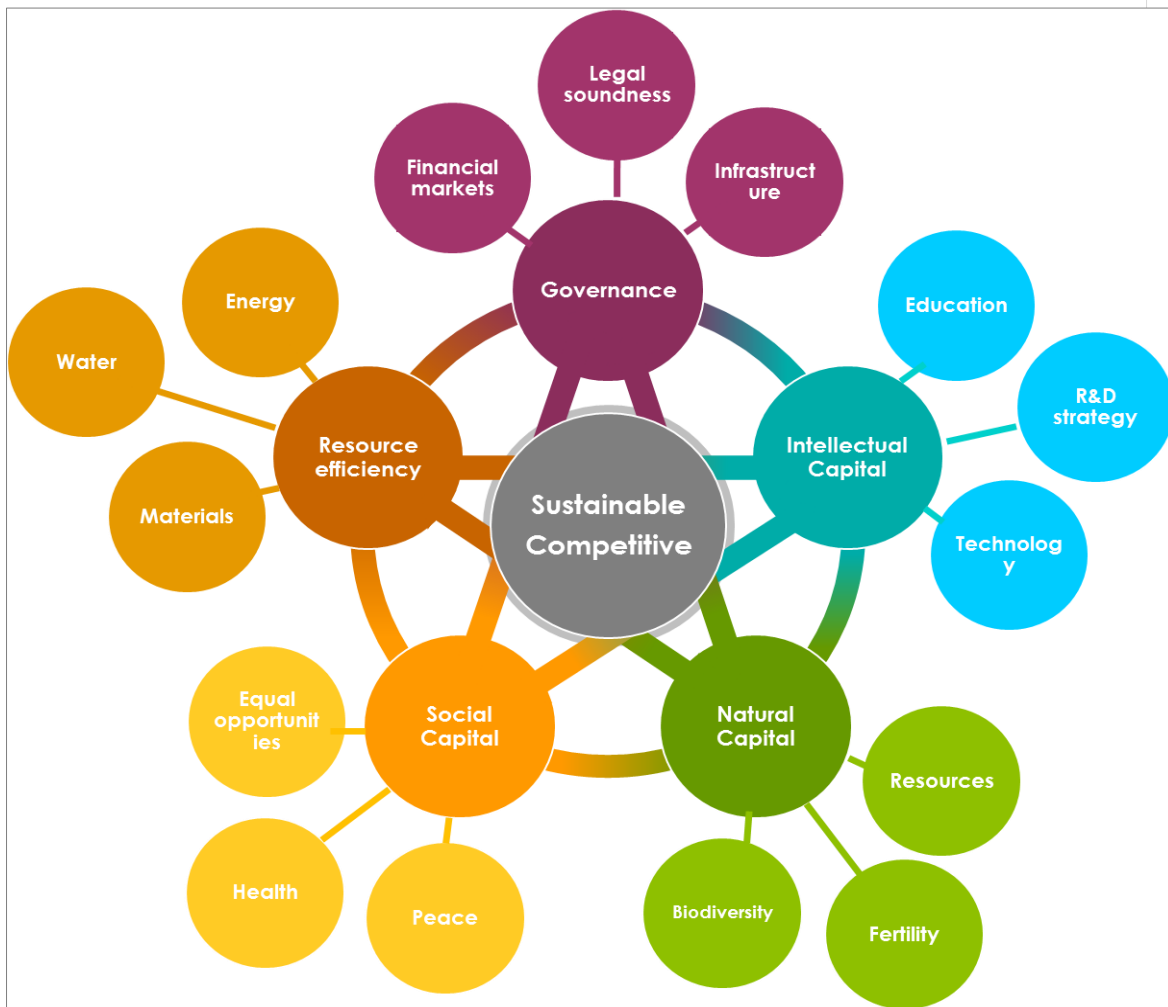 Legal
soundness
Financial
markets
Infrastruct
ure
Governance
Energy
Education
Water
R&D
strategy
Resource
efficiency
Intellectual
Capital
Sustainable
Competitive
Materials
Technolog
y
Equal
opportunit
ies
Social
Capital
Natural
Capital
Resources
Health
Peace
Biodiversity
Fertility